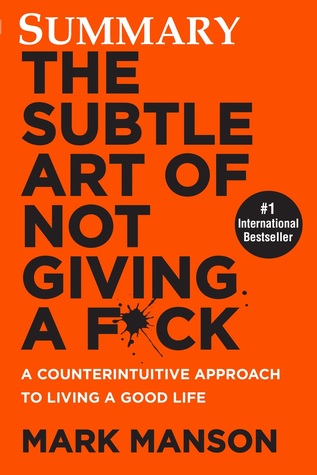 SUMMARY
THE
SUBTLE
ART OF
NOT
GIVING
A F*CK
#1
International
Bestseller
A COUNTERINTUITIVE APPROACH
TO LIVING A GOOD LIFE
MARK MANSON